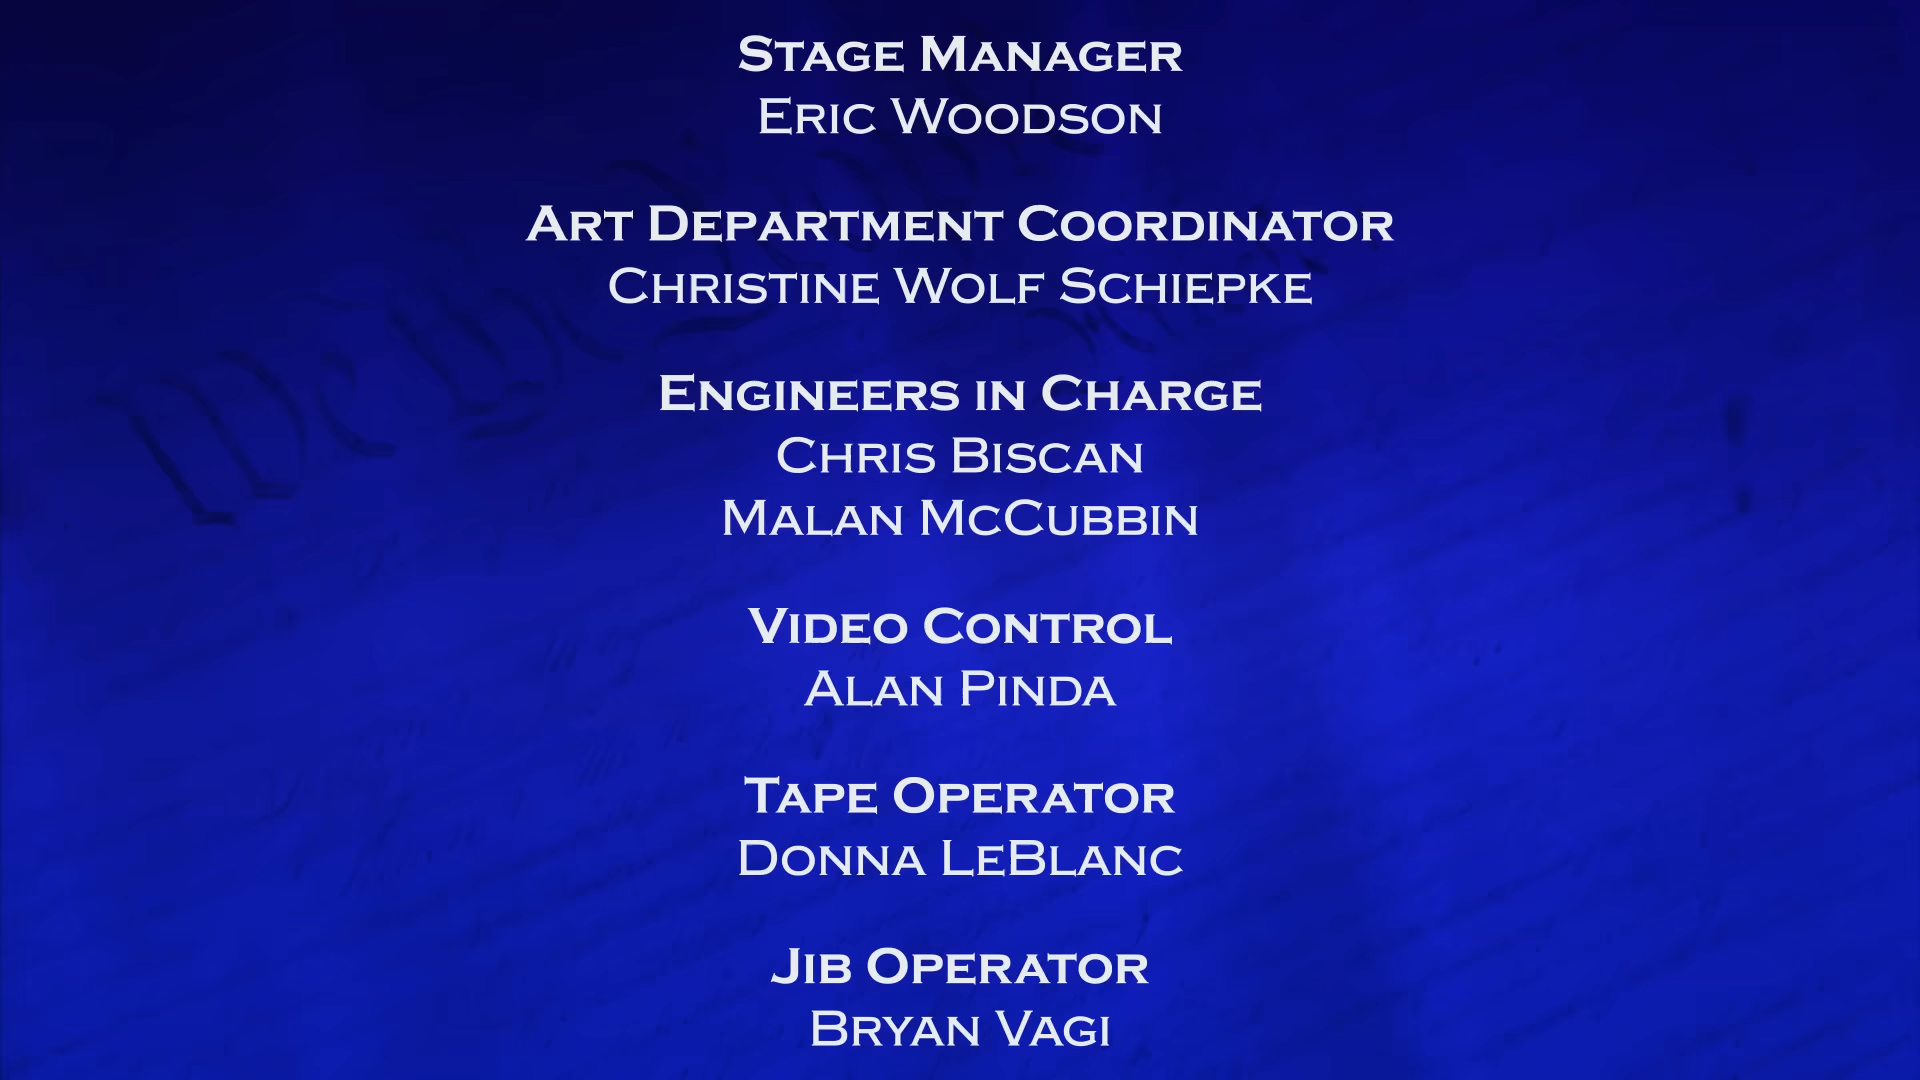 Stage Manager
Eric Woodson
Art Department Coordinator
Christine Wolf Schiepke
Engineers in Charge
Chris Biscan
Malan McCubbin
Video Control
Alan Pinda
Tape Operator
Donna LeBlanc
Jib Operator
Bryan Vagi